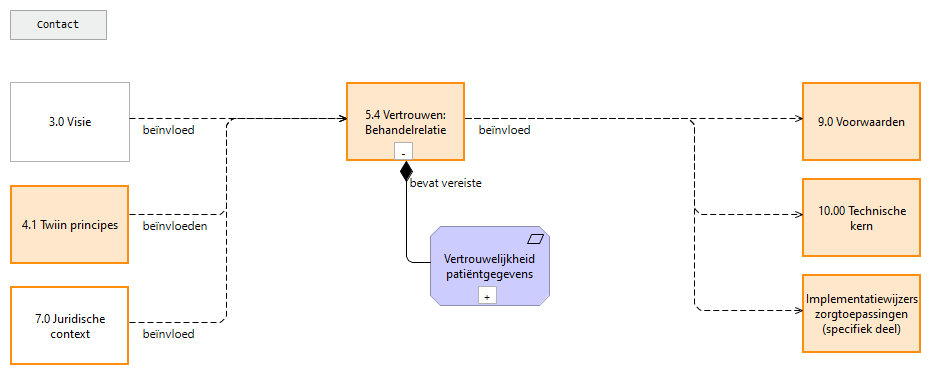 Contact
3.0 Visie
beïnvloed
5.4 Vertrouwen:
Behandelrelatie
-
beïnvloed
9.0 Voorwaarden
bevat vereiste
4.1 Twiin principes
beïnvloeden
10.00 Technische
kern
Vertrouwelijkheid
patiëntgegevens
+
7.0 Juridische
context
beïnvloed
Implementatiewijzers
zorgtoepassingen
(specifiek deel)